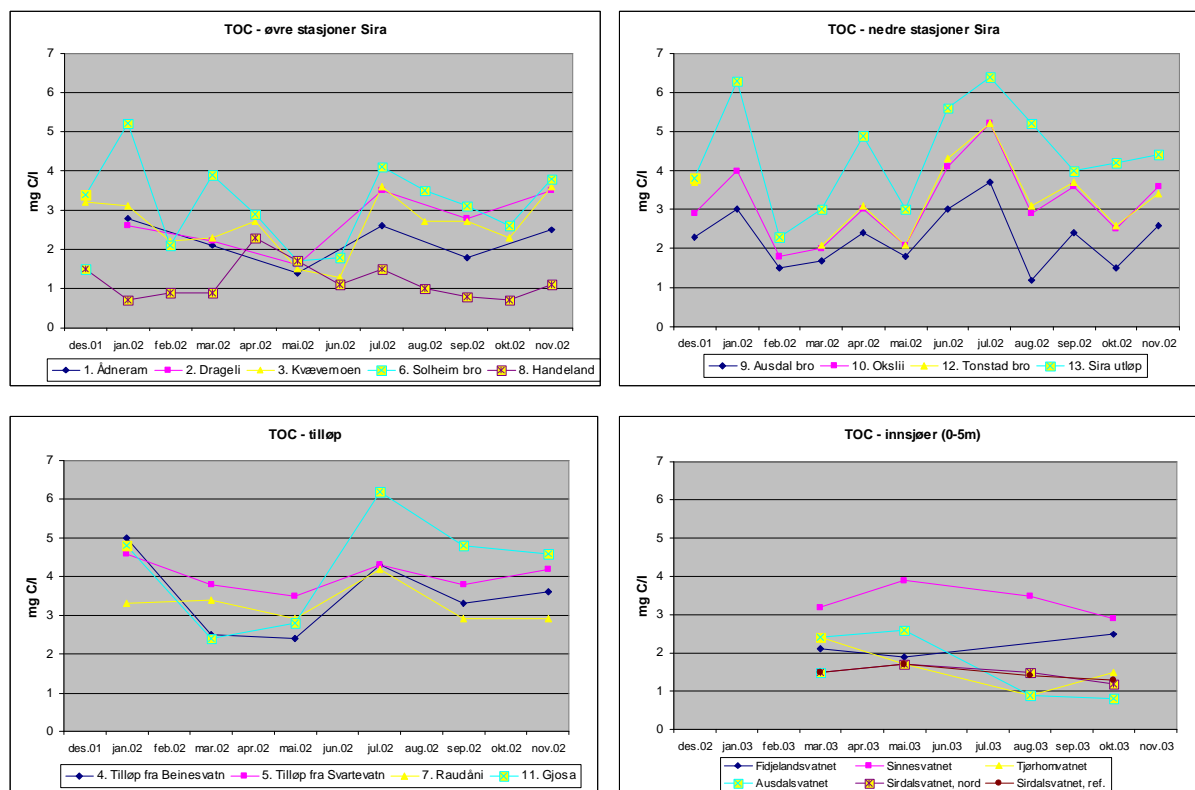 TOC - øvre stasjoner Sira
mg C/l
7
6
5
4
3
2
1
0
des.01 jan.02 feb.02 mar.02 apr.02 mai.02 jun.02 jul.02 aug.02 sep.02 okt.02 nov.02
1. Ådneram 2. Drageli 3. Kvævemoen 6. Solheim bro 8. Handeland
TOC - nedre stasjoner Sira
mg C/l
7
6
5
4
3
2
1
0
des.01 jan.02 feb.02 mar.02 apr.02 mai.02 jun.02 jul.02 aug.02 sep.02 okt.02 nov.02
9. Ausdal bro 10. Okslii 12. Tonstad bro 13. Sira utløp
TOC - tilløp
mg C/l
7
6
5
4
3
2
1
0
des.01 jan.02 mar.02 mai.02 jun.02 jul.02 aug.02 sep.02 nov.02
4. Tilløp fra Beinesvatn 5. Tilløp fra Svartevatn 7. Raudåni 11. Gjosa
TOC - innsjøer (0-5m)
mg C/l
7
6
5
4
3
2
1
0
des.02 jan.03 feb.03 mar.03 apr.03 mai.03 jun.03 jul.03 aug.03 sep.03 okt.03 nov.03
Fidjelandsvatnet Sinnesvatnet Tjørhomvatnet
Ausdalsvatnet Sirdalsvatnet, nord Sirdalsvatnet, ref.